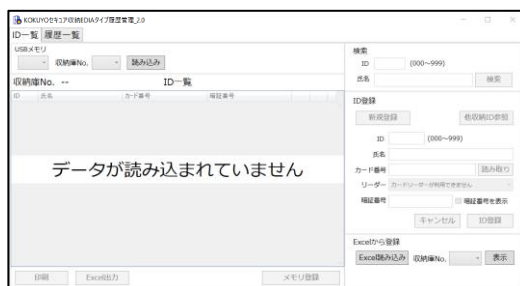 KOKUYOセキュア収納EDIAタイプ履歴管理_2.0
ID一覧 履歴一覧
USBメモリ
収納庫No. 読み込み
収納庫No. -- ID一覧
ID 氏名 カード番号 暗証番号
データが読み込まれていません
印刷 Excel出力 メモリ登録
検索
ID (000~999)
氏名 検索
ID登録
新規登録 他収納ID参照
ID (000~999)
氏名
カード番号 読み取り
リーダー カードリーダーが利用できません
暗証番号 暗証番号を表示
キャンセル ID登録
Excelから登録
Excel読み込み 収納庫No. 表示